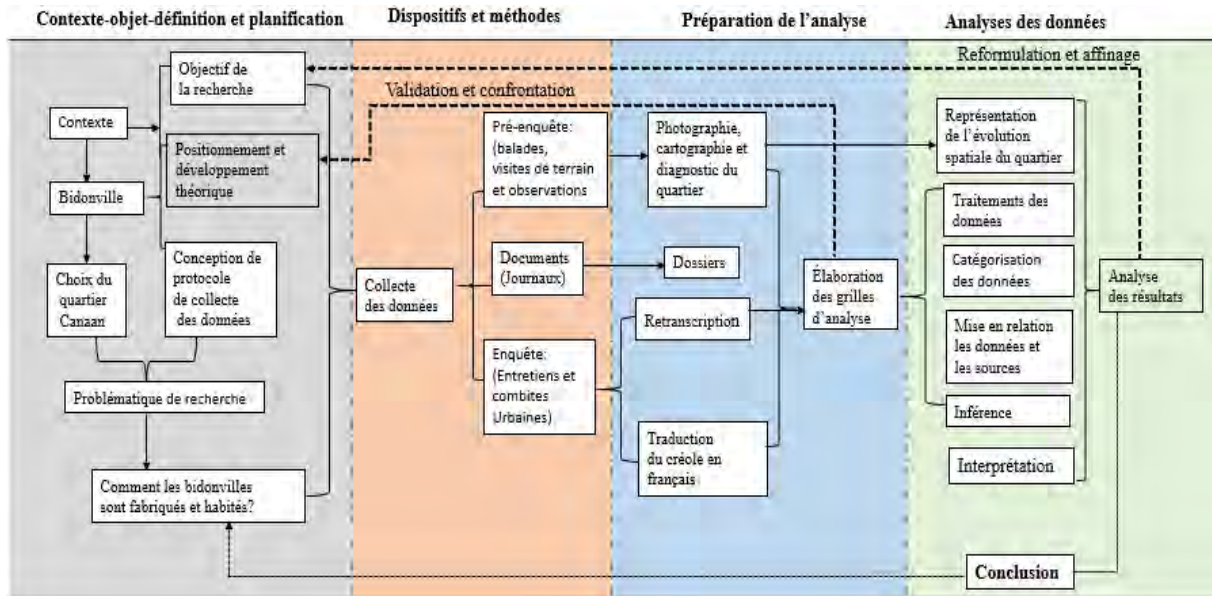 Contexte-objet-définition et planification
Dispositifs et méthodes
Préparation de l'analyse
Analyses des données
Objectif de
la recherche
Contexte
Positionnement et
développement
théorique
Bidonville
Choix du
quartier
Canaan
Conception de
protocole
de collecte
des données
Problématique de recherche
Comment les bidonvilles
sont fabriqués et habités?
Validation et confrontation
Collecte
des données
Pré-enquête:
(balades,
visites de terrain
et observations
Documents
(Journaux)
Enquête:
(Entretiens et
combites
Urbaines)
Photographie,
cartographie et
diagnostic du
quartier
Dossiers
Retranscription
Traduction
du créole en
français
Élaboration
des grilles
d'analyse
Reformulation et affinage
Représentation
de l'évolution
spatiale du quartier
Traitements des
données
Catégorisation
des données
Mise en relation
les données et
les sources
Inférence
Interprétation
Analyse
des résultats
Conclusion